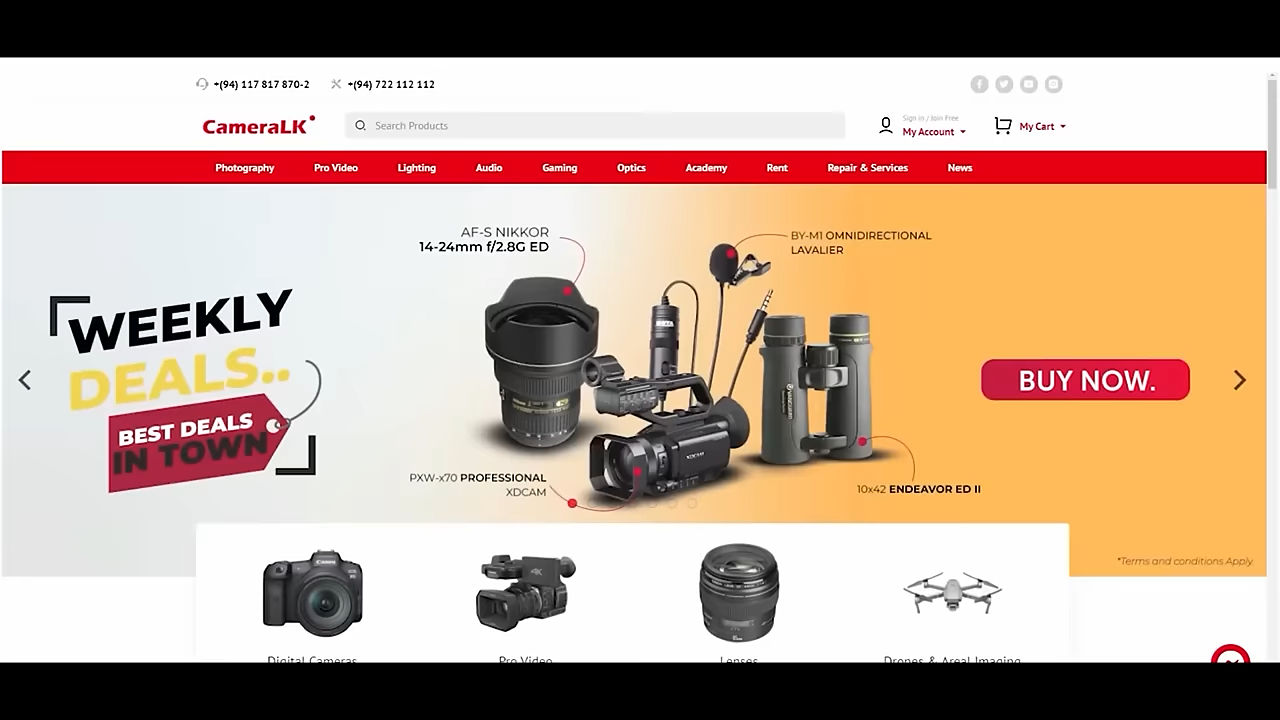 +(94) 117 817 870-2
+(94) 722 112 112
CameraLK
Search Products
Sign in / Join Free
My Account
My Cart
Photography
Pro Video
Lighting
Audio
Gaming
Optics
Academy
Rent
Repair & Services
News
AF-S NIKKOR
14-24mm f/2.8G ED
BY-M1 OMNIDIRECTIONAL
LAVALIER
WEEKLY
DEALS..
BEST DEALS
IN TOWN
BUY NOW.
PXW-x70 PROFESSIONAL
XDCAM
10x42 ENDEAVOR ED II
*Terms and conditions Apply.
Canon
4K
Digital Cameras
Pro Video
Lenses
Drones & Areal Imaging